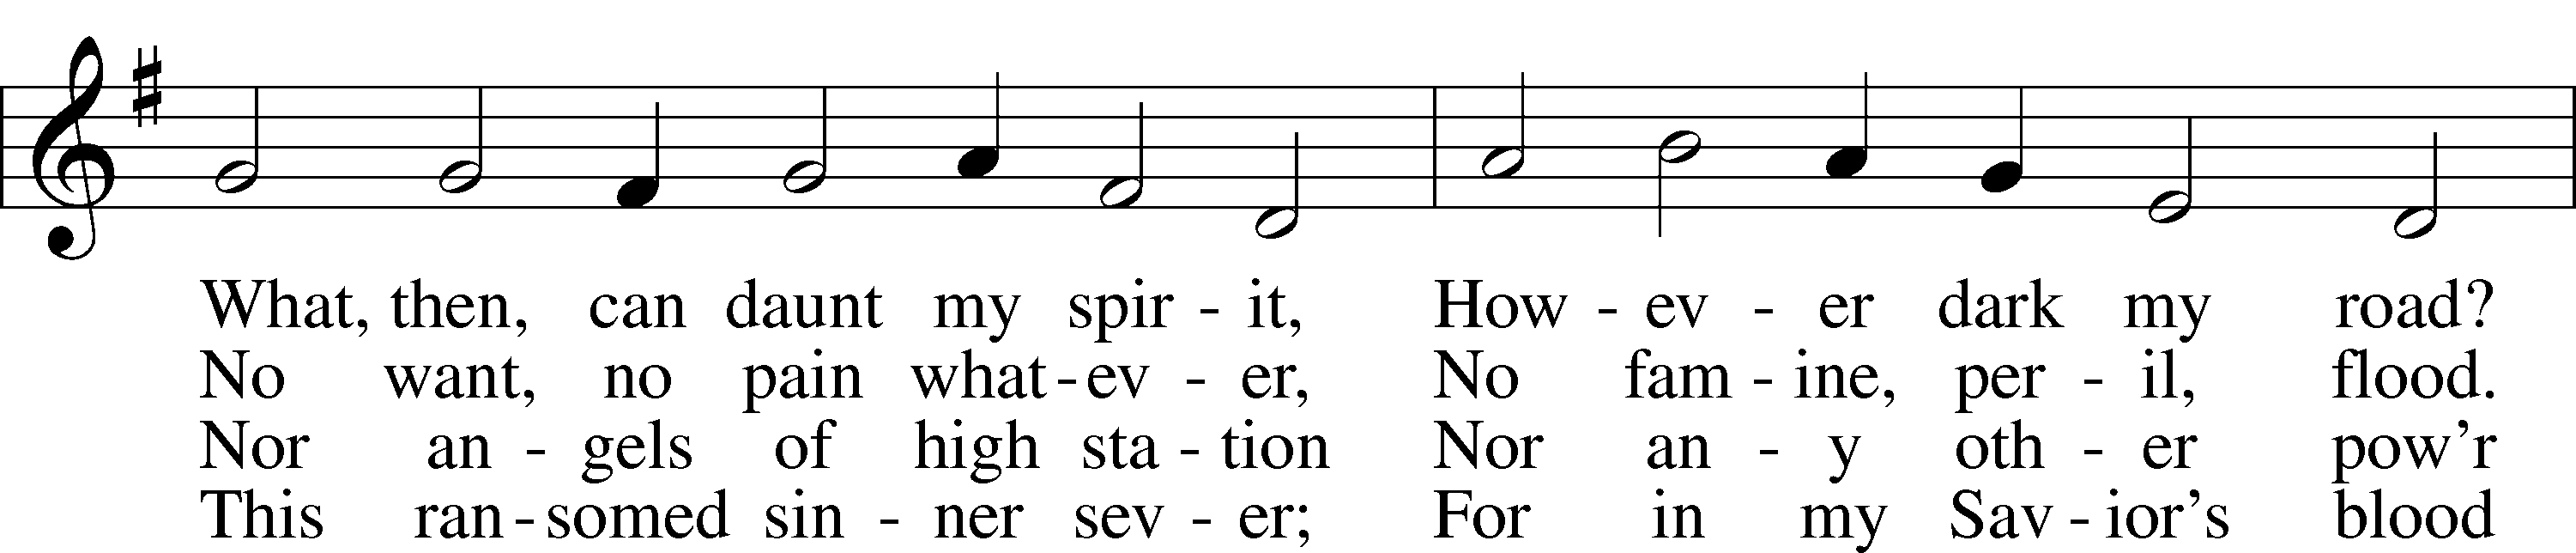 What, then, can daunt my spir - it, How - ev - er dark my road?
No want, no pain what - ev - er, No fam - ine, per - il, flood.
Nor an - gels of high sta - tion Nor an - y oth - er pow'r
This ran - somed sin - ner sev - er; For in my Sav - ior's blood